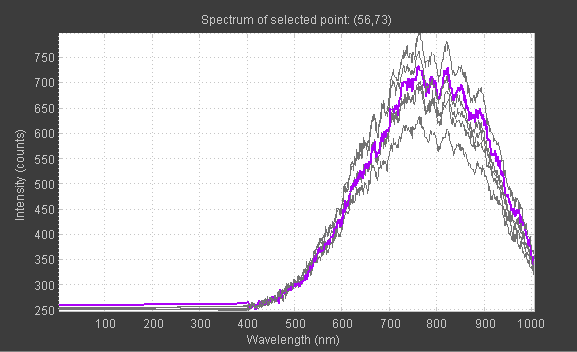 Spectrum of selected point: (56,73)
Intensity (counts)
750
700
650
600
550
500
450
400
350
300
250
100 200 300 400 500 600 700 800 900 1000
Wavelength (nm)